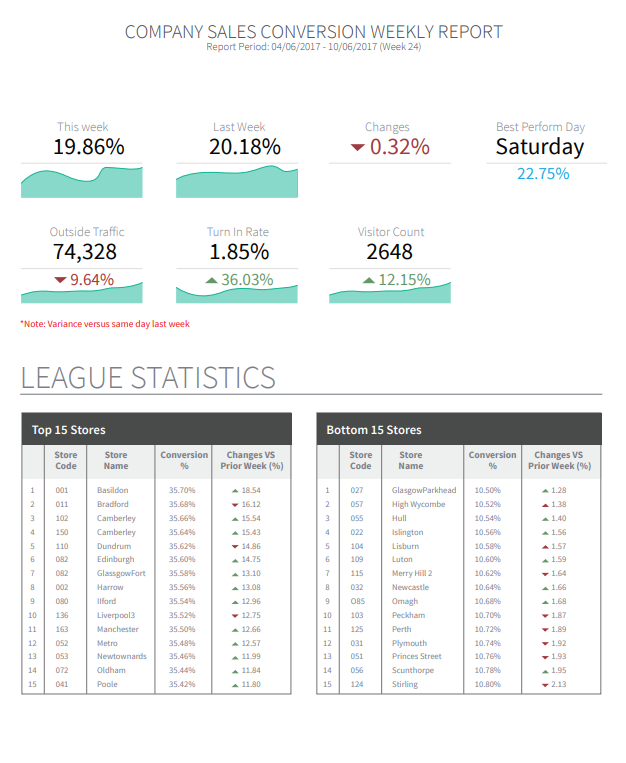 COMPANY SALES CONVERSION WEEKLY REPORT
Report Period: 04/06/2017 - 10/06/2017 (Week 24)
This week
19.86%
Last Week
20.18%
Changes
0.32%
Best Perform Day
Saturday
22.75%
Outside Traffic
74,328
9.64%
Turn In Rate
1.85%
36.03%
Visitor Count
2648
12.15%
*Note: Variance versus same day last week
LEAGUE STATISTICS
Top 15 Stores
Store Code Store Name Conversion % Changes VS Prior Week (%)
1 001 Basildon 35.70% 18.54
2 011 Bradford 35.68% 16.12
3 102 Camberley 35.66% 15.54
4 150 Camberley 35.64% 15.43
5 110 Dundrum 35.62% 14.86
6 082 Edinburgh 35.60% 14.75
7 082 GlassgowFort 35.58% 13.10
8 002 Harrow 35.56% 13.08
9 080 Ilford 35.54% 12.96
10 136 Liverpool3 35.52% 12.75
11 163 Manchester 35.50% 12.66
12 052 Metro 35.48% 12.57
13 053 Newtownards 35.46% 11.99
14 072 Oldham 35.44% 11.84
15 041 Poole 35.42% 11.80
Bottom 15 Stores
Store Code Store Name Conversion % Changes VS Prior Week (%)
1 027 GlasgowParkhead 10.50% 1.28
2 057 High Wycombe 10.52% 1.38
3 055 Hull 10.54% 1.40
4 022 Islington 10.56% 1.56
5 104 Lisburn 10.58% 1.57
6 109 Luton 10.60% 1.59
7 115 Merry Hill 2 10.62% 1.64
8 032 Newcastle 10.64% 1.66
9 O85 Omagh 10.68% 1.68
10 103 Peckham 10.70% 1.87
11 125 Perth 10.72% 1.89
12 031 Plymouth 10.74% 1.92
13 051 Princes Street 10.76% 1.93
14 056 Scunthorpe 10.78% 1.95
15 124 Stirling 10.80% 2.13